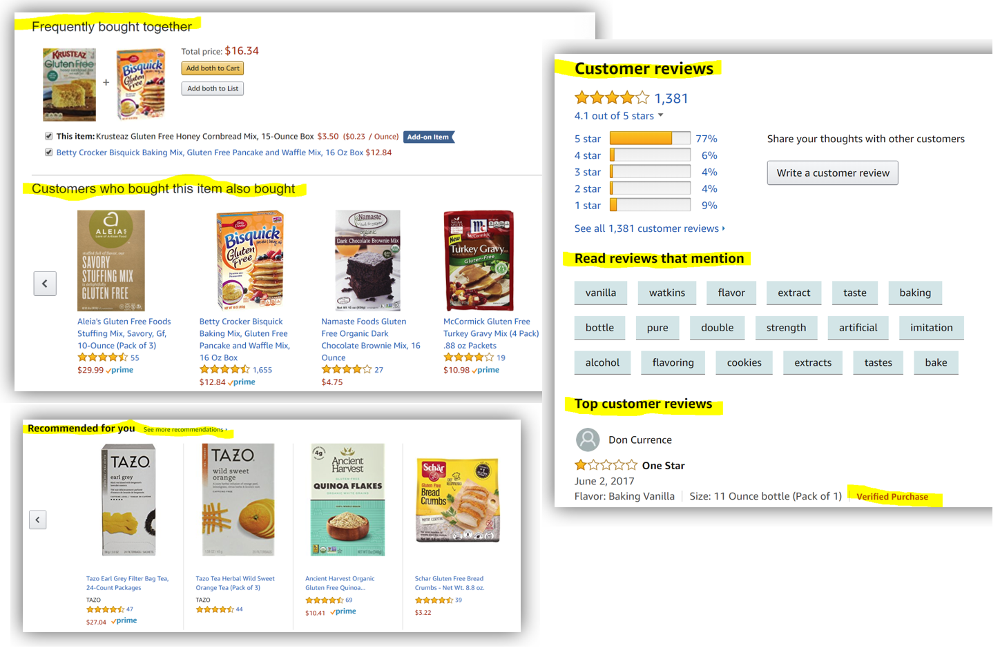 Frequently bought together
KRUSTEAZ
Gluten Free
+
Betty Crocker
Bisquick
Gluten Free
Total price: $16.34
Add both to Cart
Add both to List
This item: Krusteaz Gluten Free Honey Cornbread Mix, 15-Ounce Box $3.50 ($0.23 / Ounce) Add-on Item
Betty Crocker Bisquick Baking Mix, Gluten Free Pancake and Waffle Mix, 16 Oz Box $12.84
Customers who bought this item also bought
a
ALEIA'S
SAVORY
STUFFING MIX
is delightfully
GLUTEN FREE
Aleia's Gluten Free Foods
Stuffing Mix, Savory, Gf,
10-Ounce (Pack of 3)
55
$29.99 prime
Betty Crocker
Bisquick
pancake & baking mix
Gluten
Free
Betty Crocker Bisquick
Baking Mix, Gluten Free
Pancake and Waffle Mix,
16 Oz Box
1,655
$12.84 prime
Namaste
organic
Dark Chocolate Brownie Mix
Namaste Foods Gluten
Free Organic Dark
Chocolate Brownie Mix, 16
Ounce
27
$4.75
McCormick
New
Turkey Gravy Mix
Gluten-Free
McCormick Gluten Free
Turkey Gravy Mix (4 Pack)
.88 oz Packets
19
$10.98 prime
Recommended for you See more recommendations
TAZO
earl grey
Tazo Earl Grey Filter Bag Tea,
24-Count Packages
TAZO
47
$27.04 prime
TAZO
wild sweet
orange
Tazo Tea Herbal Wild Sweet
Orange Tea (Pack of 3)
TAZO
44
4g
Ancient
Harvest
GLUTEN-FREE
QUINOA FLAKES
Ancient Harvest Organic
Gluten Free Quinoa...
69
$10.41 prime
Schär
Gluten Free
Bread
Crumbs
Schar Gluten Free Bread
Crumbs - Net Wt. 8.8 oz.
39
$3.22
Customer reviews
1,381
4.1 out of 5 stars
5 star 77%
4 star 6%
3 star 4%
2 star 4%
1 star 9%
See all 1,381 customer reviews
Share your thoughts with other customers
Write a customer review
Read reviews that mention
vanilla watkins flavor extract taste baking
bottle pure double strength artificial imitation
alcohol flavoring cookies extracts tastes bake
Top customer reviews
Don Currence
One Star
June 2, 2017
Flavor: Baking Vanilla Size: 11 Ounce bottle (Pack of 1) Verified Purchase